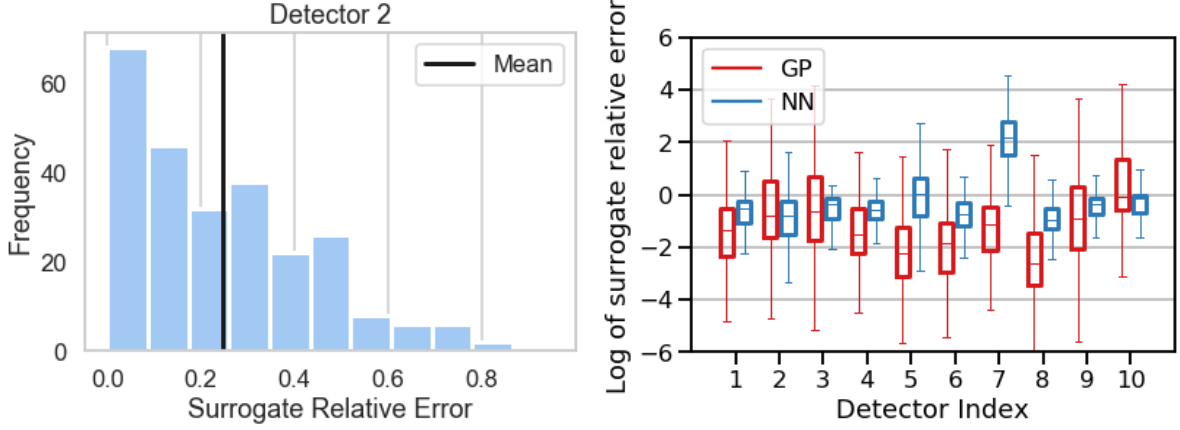 Detector 2
Mean
Frequency
60
40
20
0
0.0 0.2 0.4 0.6 0.8
Surrogate Relative Error
Log of surrogate relative error
6
4
2
0
−2
−4
−6
GP
NN
1 2 3 4 5 6 7 8 9 10
Detector Index